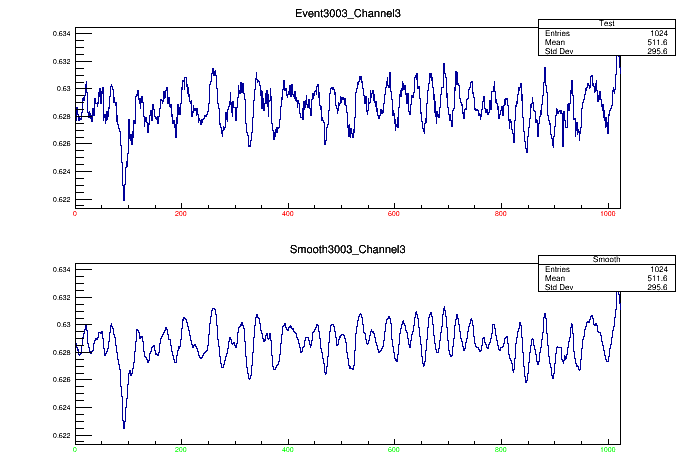 Event3003_Channel3
Test
Entries 1024
Mean 511.6
Std Dev 295.6
0.634
0.632
0.63
0.628
0.626
0.624
0.622
0 200 400 600 800 1000
Smooth3003_Channel3
Smooth
Entries 1024
Mean 511.6
Std Dev 295.6
0.634
0.632
0.63
0.628
0.626
0.624
0.622
0 200 400 600 800 1000